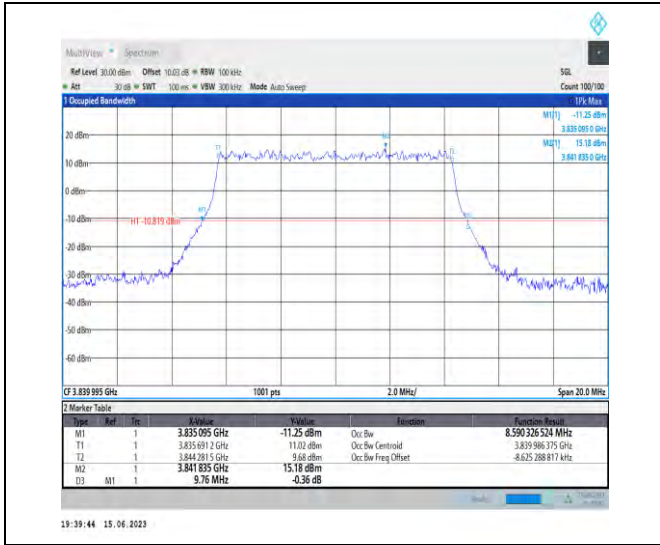 MultiView Spectrum
Ref Level 30.00 dBm Offset 10.03 dB RBW 100 kHz SGL
Att 30 dB SWT 100 ms VBW 300 kHz Mode Auto Sweep Count 100/100
1 Occupied Bandwidth 1Pk Max
M1[1] -11.25 dBm
3.835 095 0 GHz
M2[1] 15.18 dBm
3.841 835 0 GHz
20 dBm
10 dBm
0 dBm
-10 dBm
H1 -10.819 dBm
-20 dBm
-30 dBm
-40 dBm
-50 dBm
-60 dBm
M1
T1
M2
CF 3.839 995 GHz 1001 pts 2.0 MHz/ Span 20.0 MHz
2 Marker Table
Type Ref Trc X-Value Y-Value Function Function Result
M1 1 3.835 095 GHz -11.25 dBm Occ Bw 8.590 326 524 MHz
T1 1 3.835 691 2 GHz 11.02 dBm Occ Bw Centroid 3.839 986 375 GHz
T2 1 3.844 281 5 GHz 9.68 dBm Occ Bw Freq Offset -8.625 288 817 kHz
M2 1 3.841 835 GHz 15.18 dBm
D3 M1 1 9.76 MHz -0.36 dB
19:39:44 15.06.2023